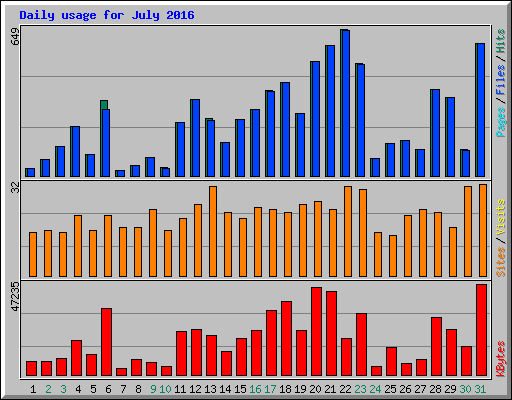 Daily usage for July 2016
649
Pages / Files / Hits
32
Sites / Visits
47235
KBytes
1 2 3 4 5 6 7 8 9 10 11 12 13 14 15 16 17 18 19 20 21 22 23 24 25 26 27 28 29 30 31